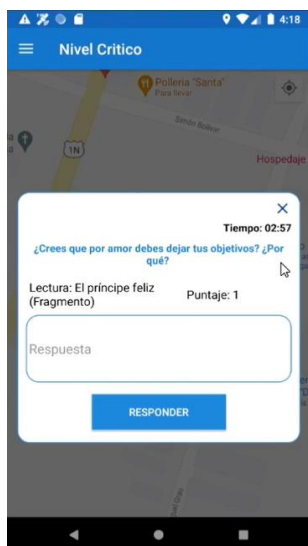 4:18
Nivel Critico
Pollería "Santa"
Para llevar
Simón Bolívar
1N
Hospedaje
Tiempo: 02:57
¿Crees que por amor debes dejar tus objetivos? ¿Por
qué?
Lectura: El príncipe feliz
(Fragmento)
Puntaje: 1
Respuesta
RESPONDER